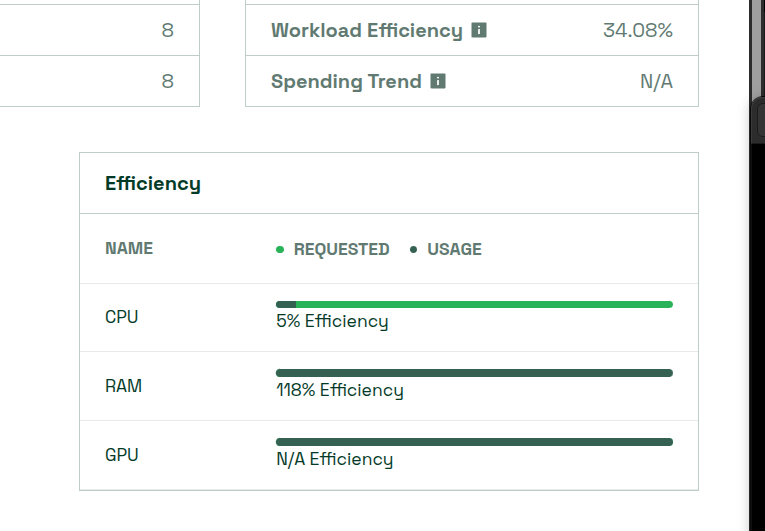 8
Workload Efficiency 34.08%
8
Spending Trend N/A
Efficiency
NAME REQUESTED USAGE
CPU
5% Efficiency
RAM
118% Efficiency
GPU
N/A Efficiency